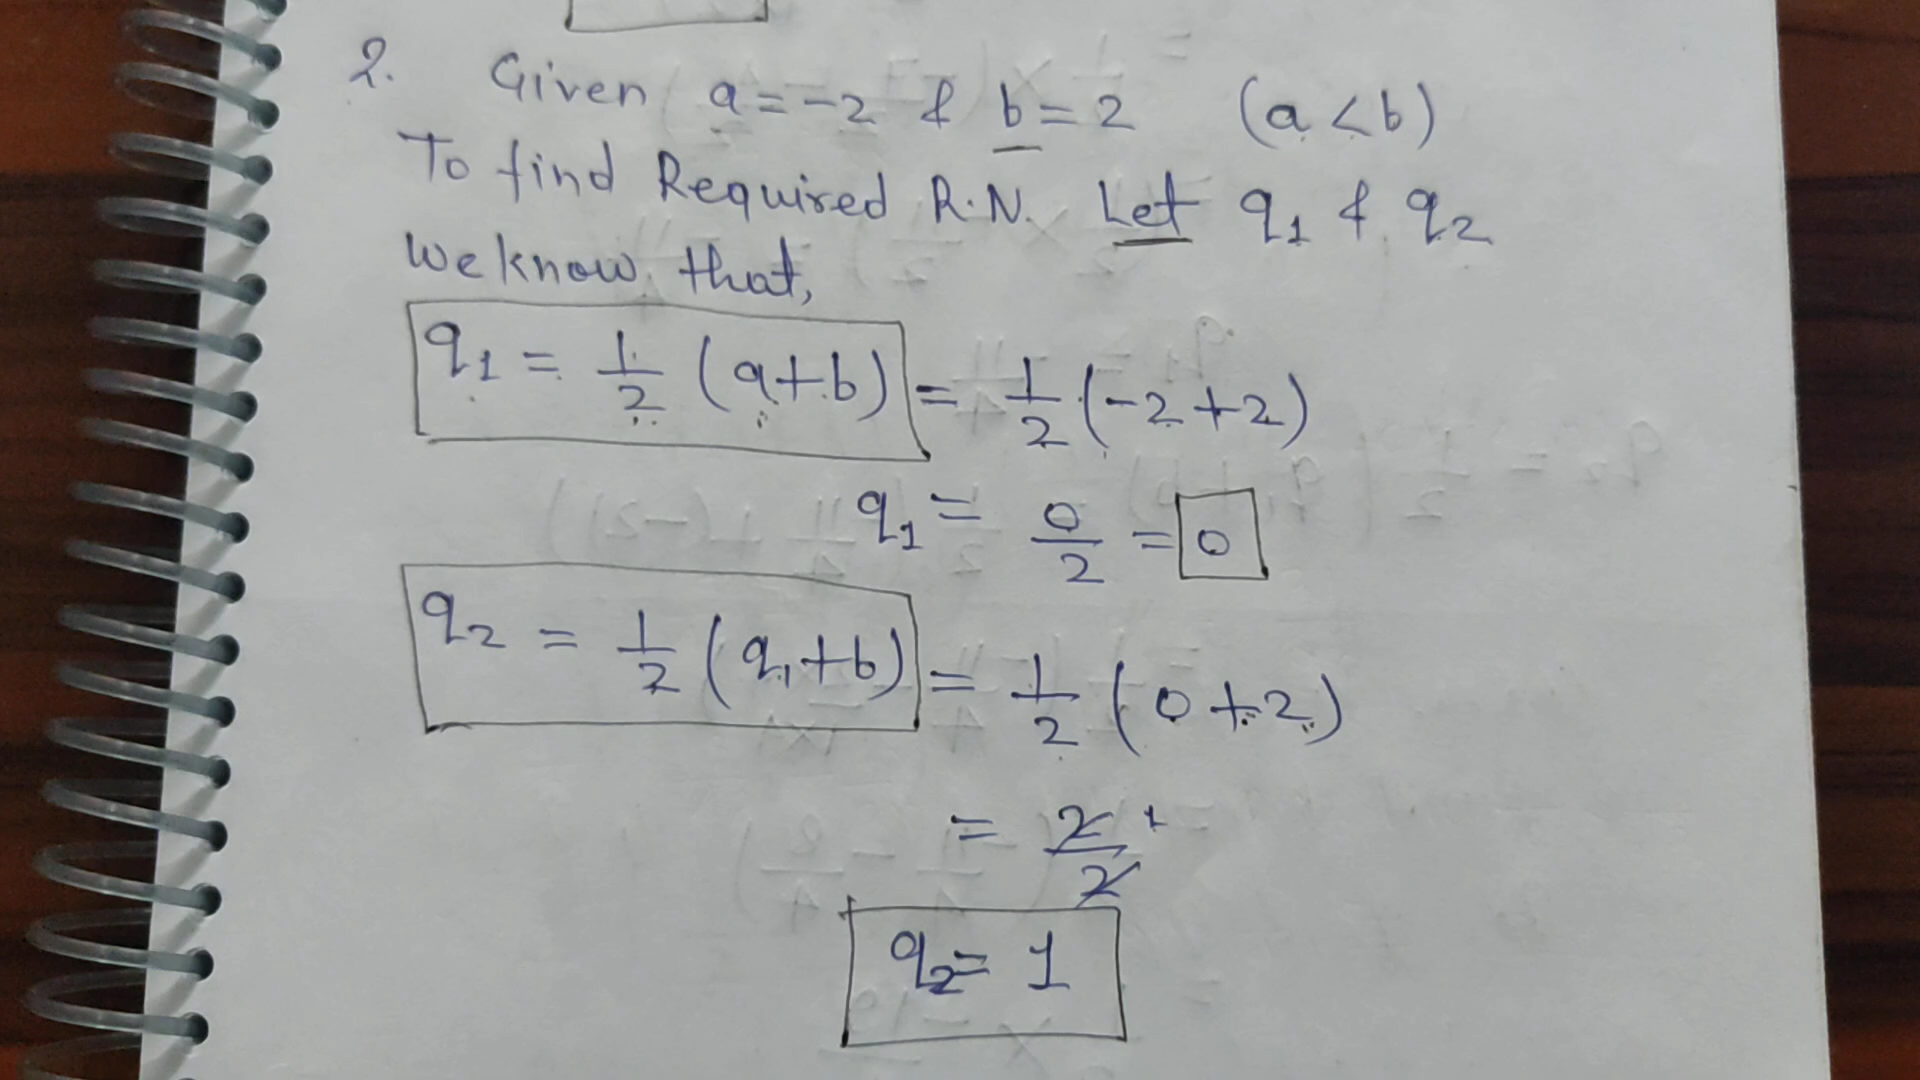 2. Given a = -2 & b = 2 (a < b)
To find Required R.N. Let q₁ & q₂
We know that,
q₁ = 1/2 (a+b) = 1/2 (-2+2)
q₁ = 0/2 = 0
q₂ = 1/2 (q₁+b) = 1/2 (0+2)
= 2/2 1
q₂ = 1